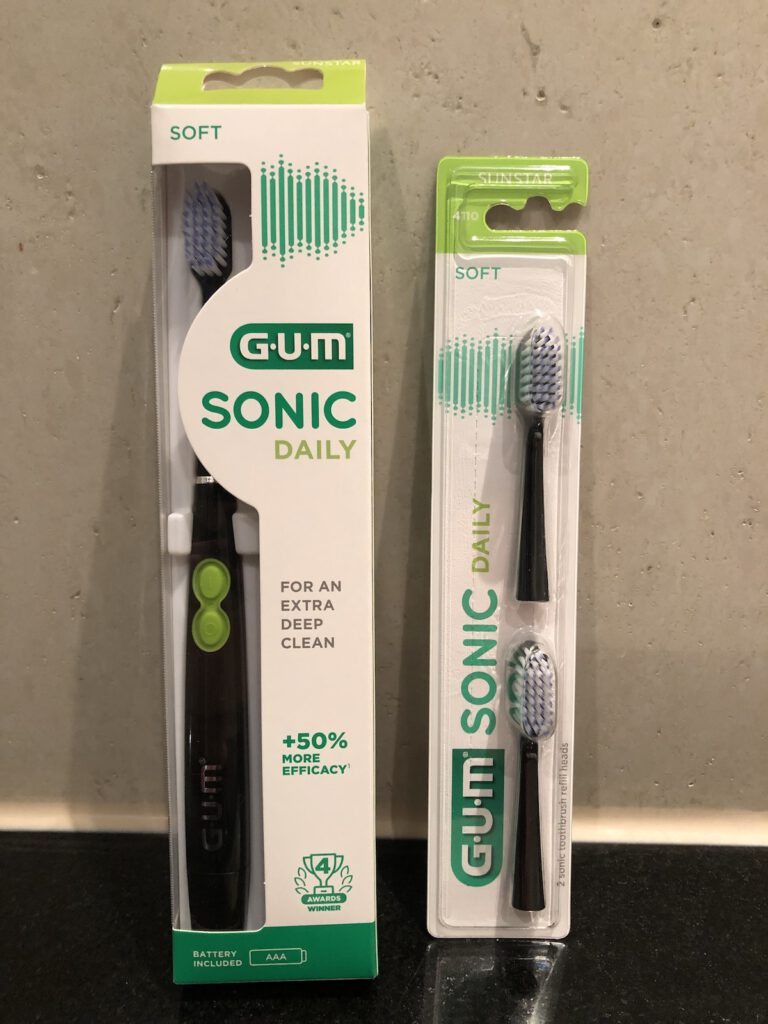 SUNSTAR
SOFT
G·U·M®
SONIC
DAILY
FOR AN
EXTRA
DEEP
CLEAN
+50%
MORE
EFFICACY¹
4
AWARDS
WINNER
BATTERY
INCLUDED
AAA
G·U·M
SUNSTAR
4110
SOFT
SONIC DAILY
G·U·M®
2 sonic toothbrush refill heads